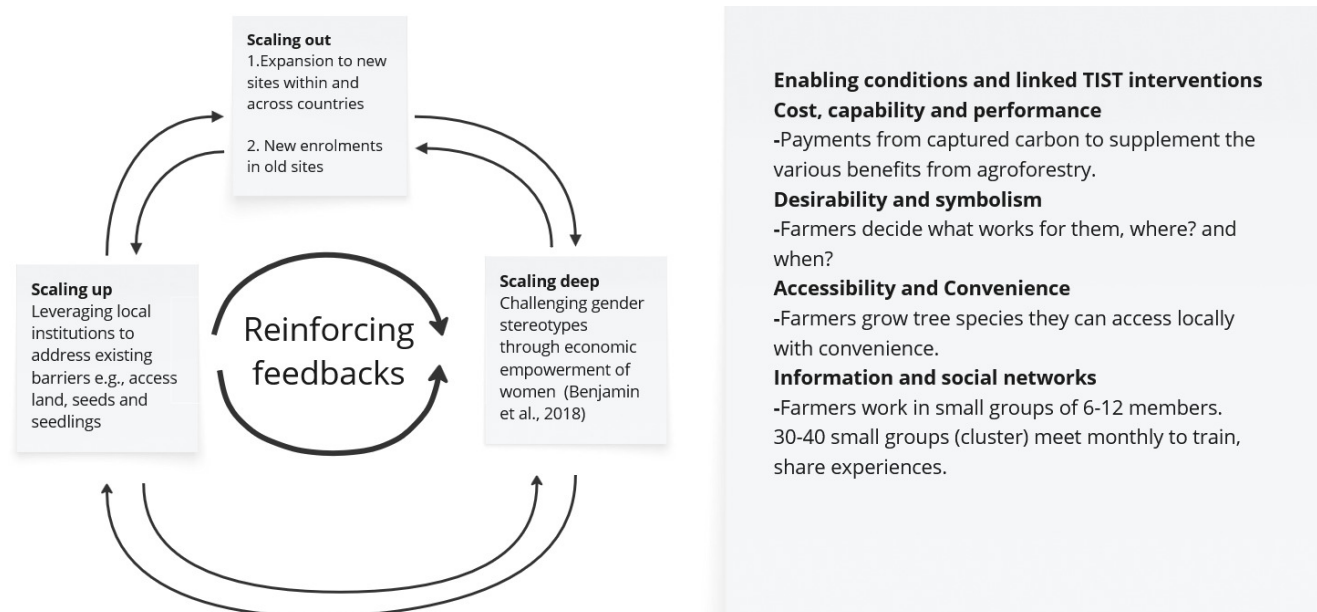 Scaling out
1.Expansion to new
sites within and
across countries
2. New enrolments
in old sites
Scaling up
Leveraging local
institutions to
address existing
barriers e.g., access
land, seeds and
seedlings
Reinforcing
feedbacks
Scaling deep
Challenging gender
stereotypes
through economic
empowerment of
women (Benjamin
et al., 2018)
Enabling conditions and linked TIST interventions
Cost, capability and performance
-Payments from captured carbon to supplement the
various benefits from agroforestry.
Desirability and symbolism
-Farmers decide what works for them, where? and
when?
Accessibility and Convenience
-Farmers grow tree species they can access locally
with convenience.
Information and social networks
-Farmers work in small groups of 6-12 members.
30-40 small groups (cluster) meet monthly to train,
share experiences.